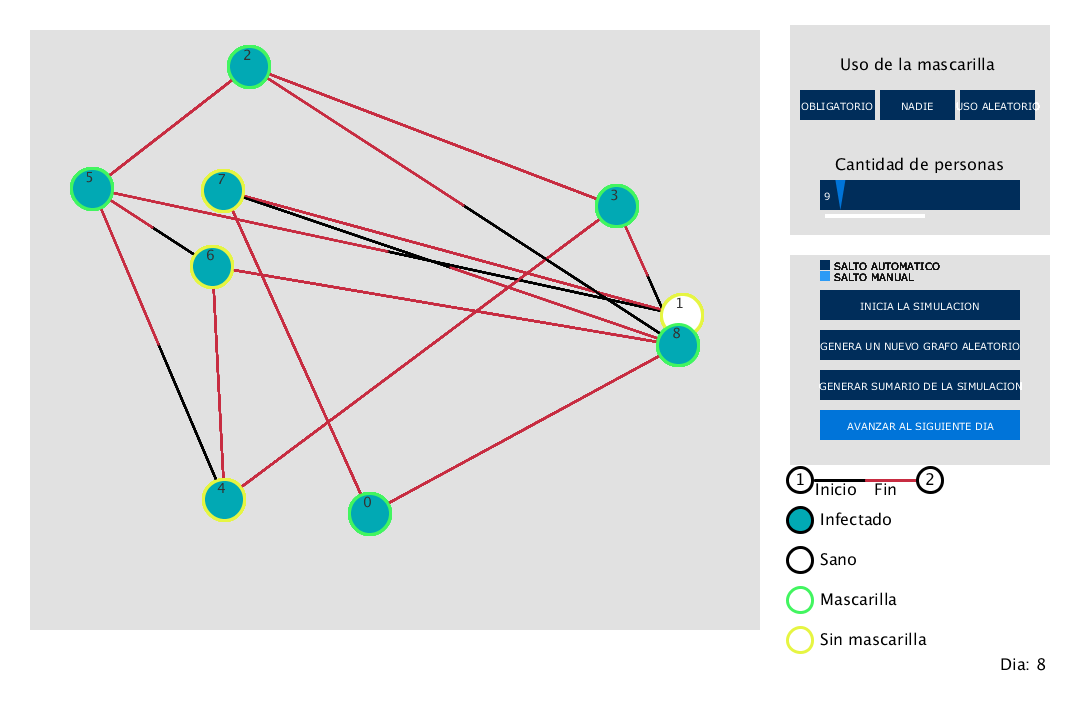 2
5
7
3
6
1
8
4
0
Uso de la mascarilla
OBLIGATORIO
NADIE
USO ALEATORIO
Cantidad de personas
9
SALTO AUTOMATICO
SALTO MANUAL
INICIA LA SIMULACION
GENERA UN NUEVO GRAFO ALEATORIO
GENERAR SUMARIO DE LA SIMULACION
AVANZAR AL SIGUIENTE DIA
1 2
Inicio Fin
Infectado
Sano
Mascarilla
Sin mascarilla
Dia: 8